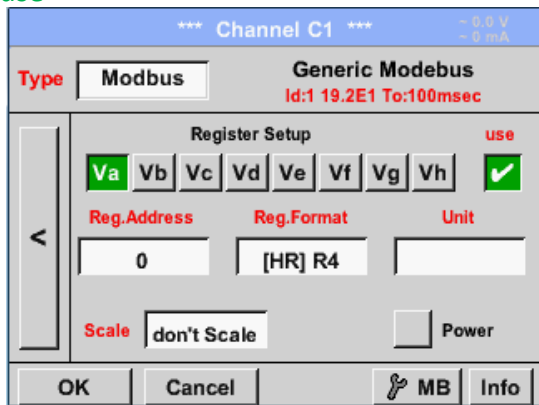 *** Channel C1 ***
~ 0.0 V
~ 0 mA
Type
Modbus
Generic Modebus
Id:1 19.2E1 To:100msec
Register Setup
use
Va Vb Vc Vd Ve Vf Vg Vh
Reg.Address
Reg.Format
Unit
<
0
[HR] R4
Scale
don't Scale
Power
OK
Cancel
MB
Info